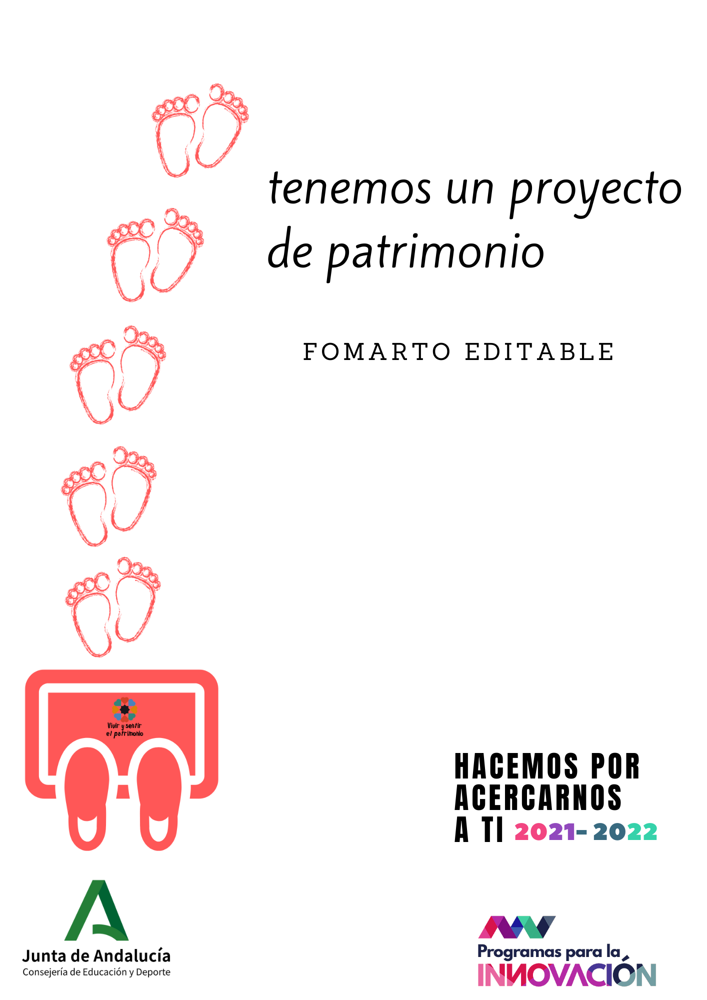 tenemos un proyecto
de patrimonio
FOMARTO EDITABLE
Vivir y sentir
el patrimonio
HACEMOS POR
ACERCARNOS
A TI 2021- 2022
Junta de Andalucía
Consejería de Educación y Deporte
Programas para la
INNOVACIÓN